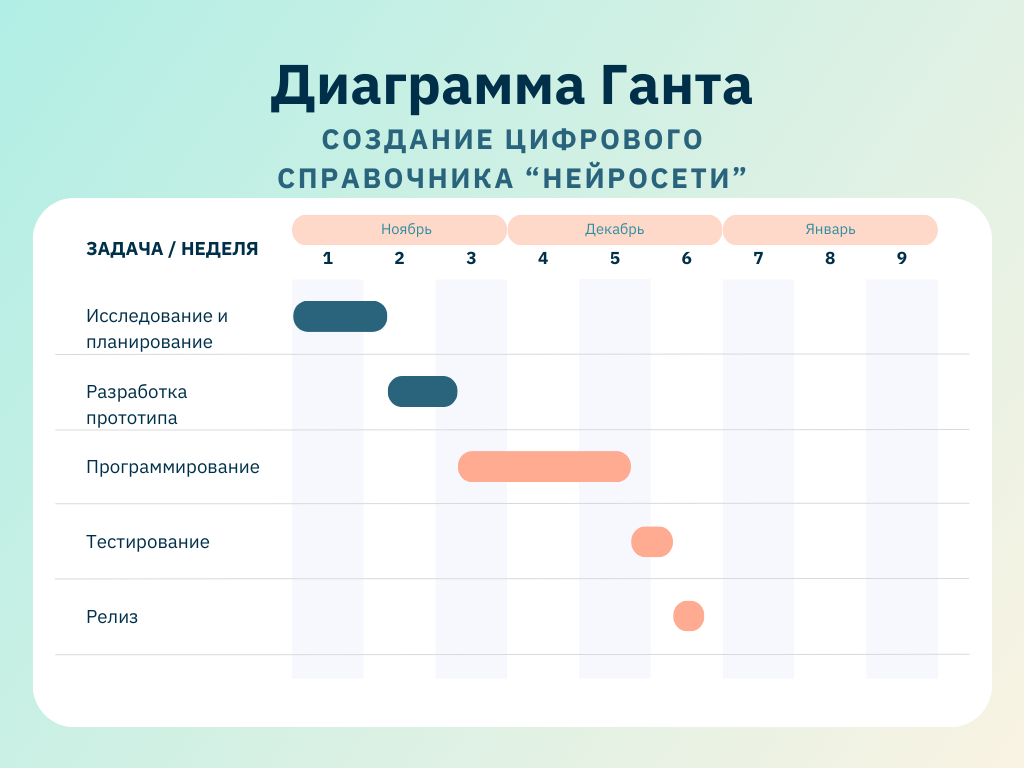 Диаграмма Ганта
СОЗДАНИЕ ЦИФРОВОГО
СПРАВОЧНИКА “НЕЙРОСЕТИ”
Ноябрь Декабрь Январь
ЗАДАЧА / НЕДЕЛЯ
1 2 3 4 5 6 7 8 9
Исследование и
планирование
Разработка
прототипа
Программирование
Тестирование
Релиз